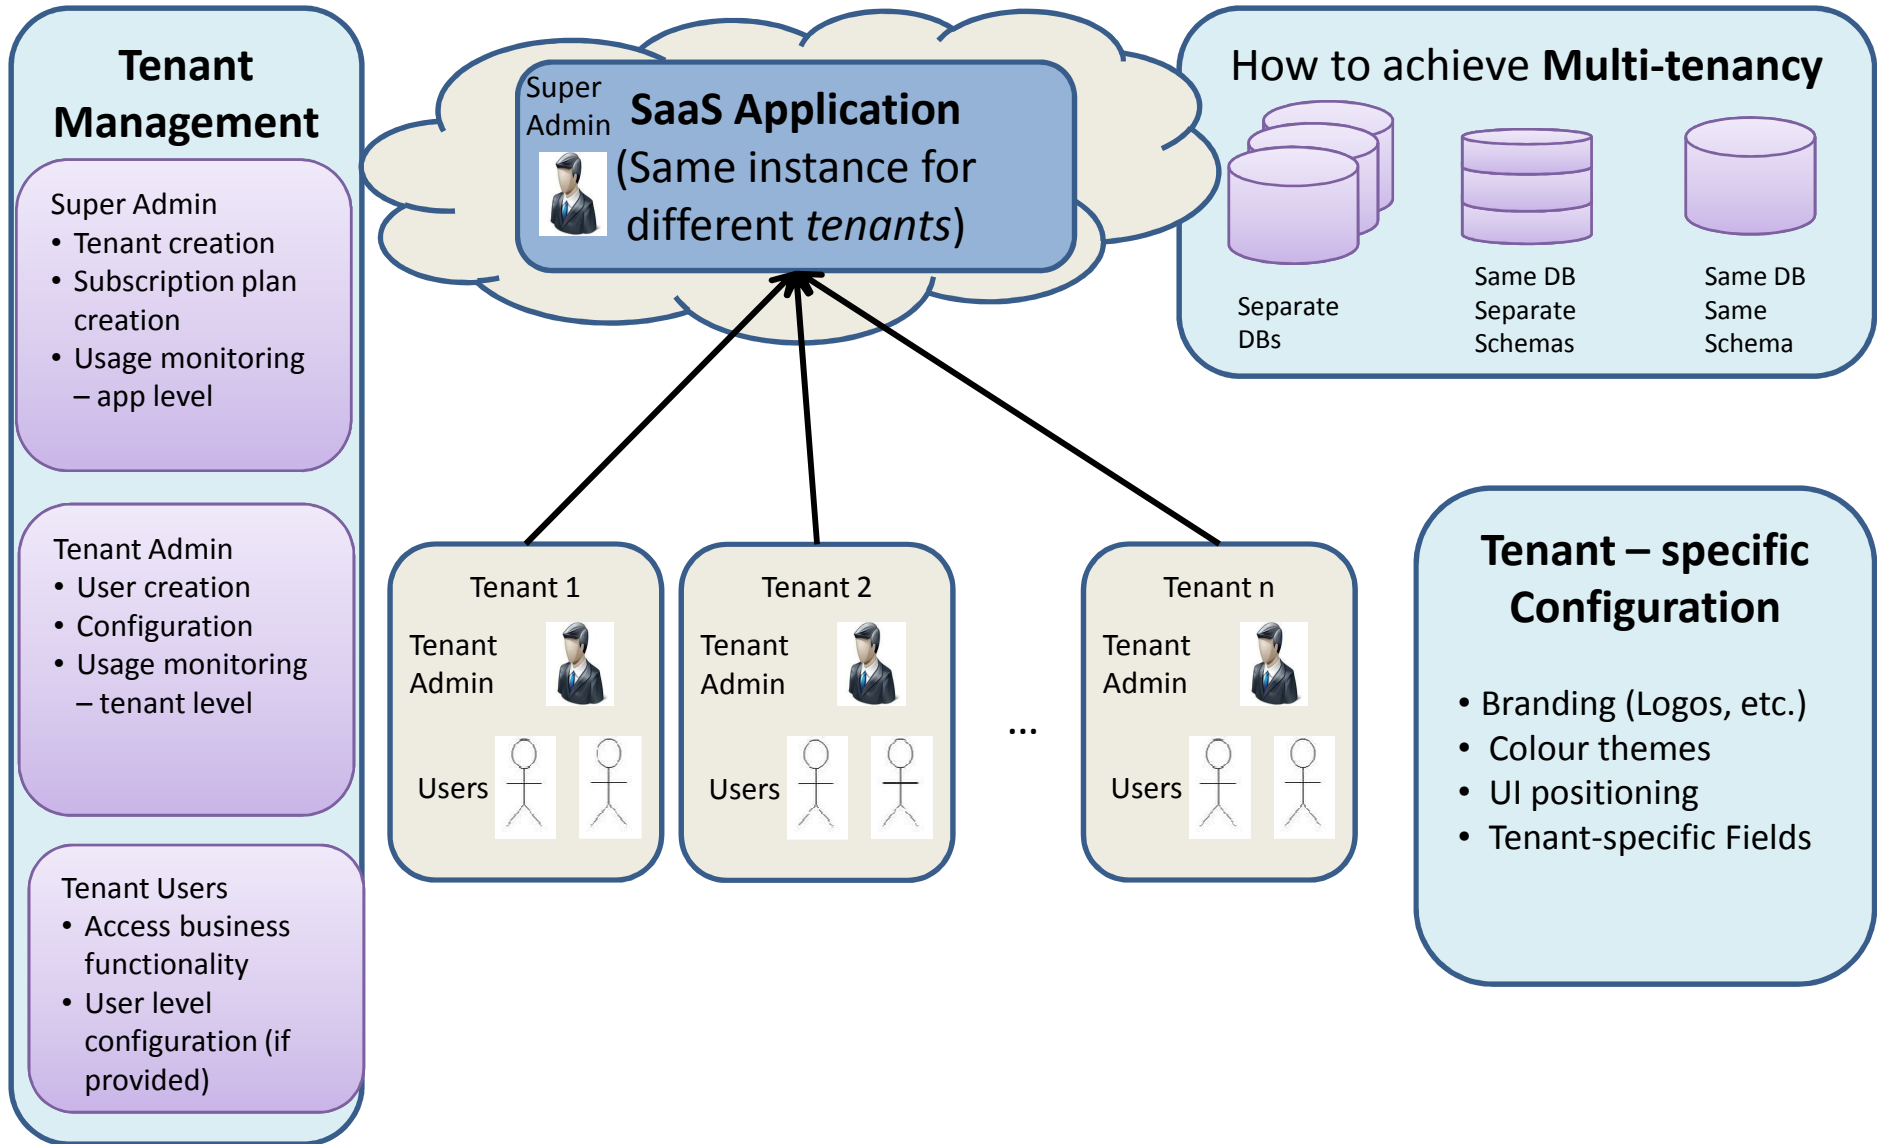 Tenant
Management
Super Admin
• Tenant creation
• Subscription plan
creation
• Usage monitoring
– app level
Tenant Admin
• User creation
• Configuration
• Usage monitoring
– tenant level
Tenant Users
• Access business
functionality
• User level
configuration (if
provided)
Super
Admin
SaaS Application
(Same instance for
different tenants)
How to achieve Multi-tenancy
Separate
DBs
Same DB
Separate
Schemas
Same DB
Same
Schema
Tenant 1
Tenant
Admin
Users
Tenant 2
Tenant
Admin
Users
...
Tenant n
Tenant
Admin
Users
Tenant – specific
Configuration
• Branding (Logos, etc.)
• Colour themes
• UI positioning
• Tenant-specific Fields